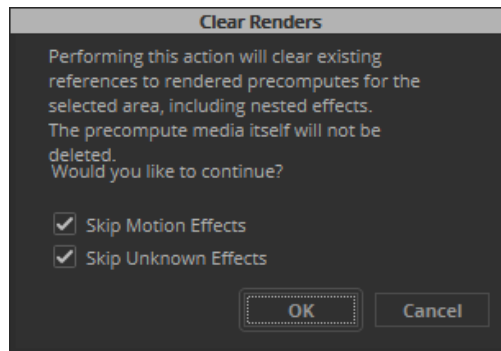 Clear Renders
Performing this action will clear existing
references to rendered precomputes for the
selected area, including nested effects.
The precompute media itself will not be
deleted.
Would you like to continue?
Skip Motion Effects
Skip Unknown Effects
OK
Cancel